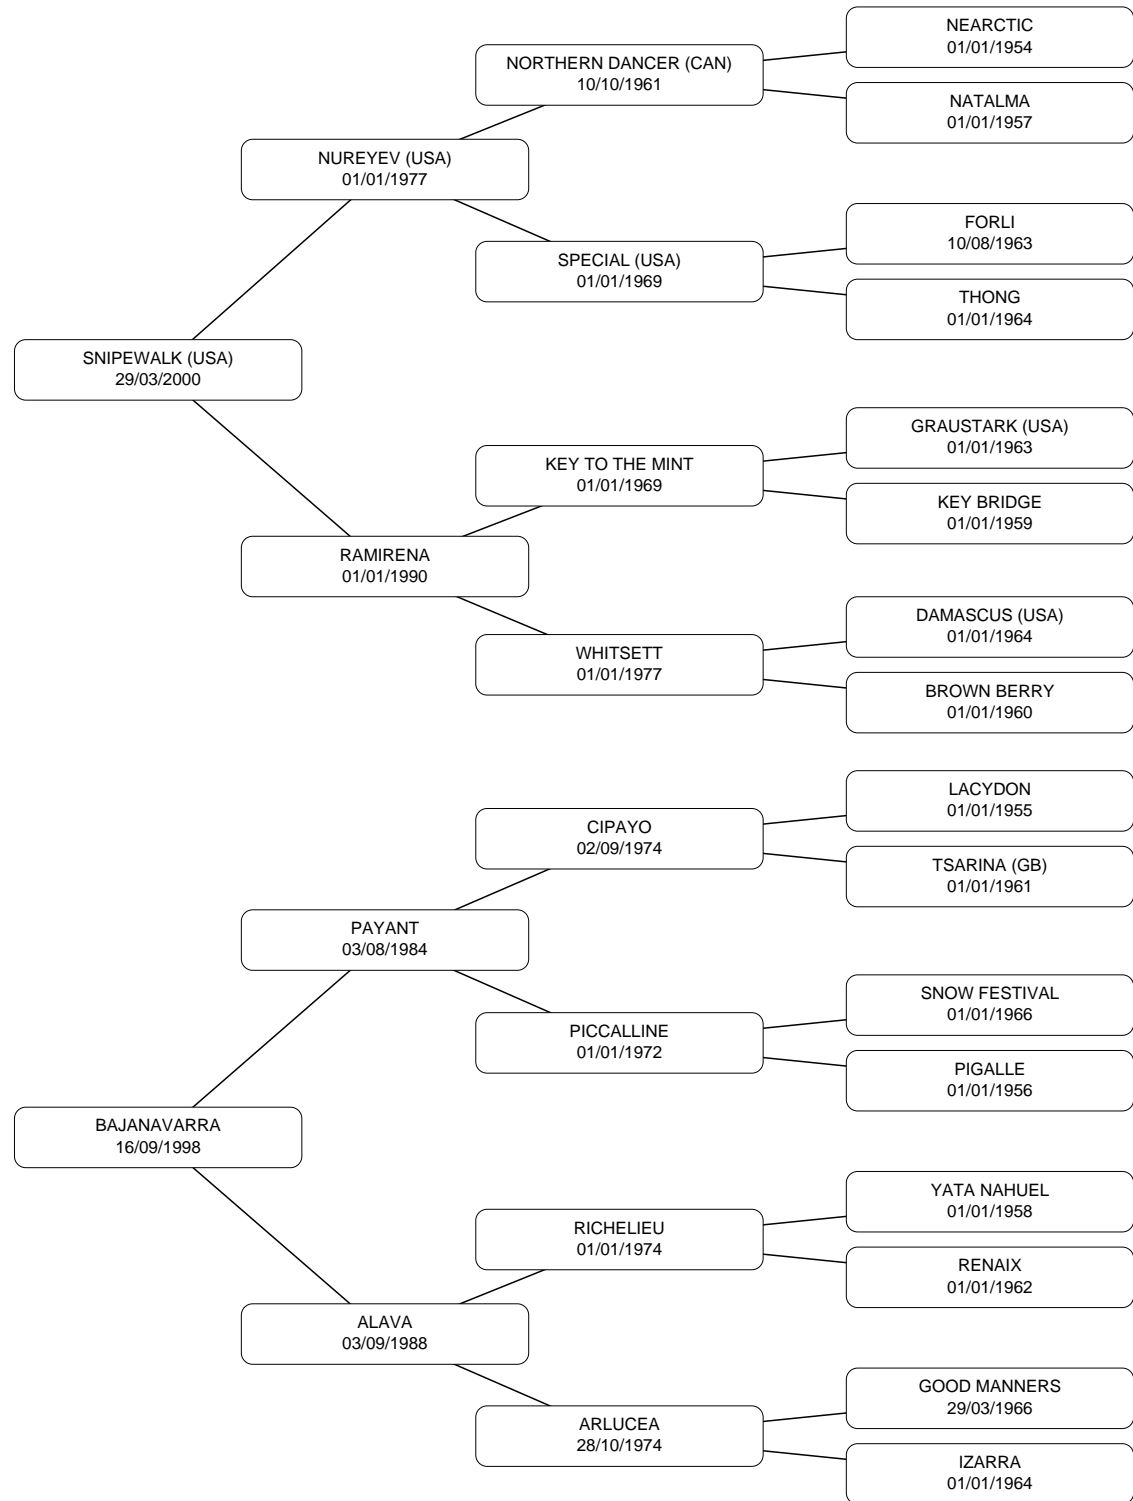 NEARCTIC
01/01/1954
NORTHERN DANCER (CAN)
10/10/1961
NATALMA
01/01/1957
NUREYEV (USA)
01/01/1977
FORLI
10/08/1963
SPECIAL (USA)
01/01/1969
THONG
01/01/1964
SNIPEWALK (USA)
29/03/2000
GRAUSTARK (USA)
01/01/1963
KEY TO THE MINT
01/01/1969
KEY BRIDGE
01/01/1959
RAMIRENA
01/01/1990
DAMASCUS (USA)
01/01/1964
WHITSETT
01/01/1977
BROWN BERRY
01/01/1960
LACYDON
01/01/1955
CIPAYO
02/09/1974
TSARINA (GB)
01/01/1961
PAYANT
03/08/1984
SNOW FESTIVAL
01/01/1966
PICCALLINE
01/01/1972
PIGALLE
01/01/1956
BAJANAVARRA
16/09/1998
YATA NAHUEL
01/01/1958
RICHELIEU
01/01/1974
RENAIX
01/01/1962
ALAVA
03/09/1988
GOOD MANNERS
29/03/1966
ARLUCEA
28/10/1974
IZARRA
01/01/1964